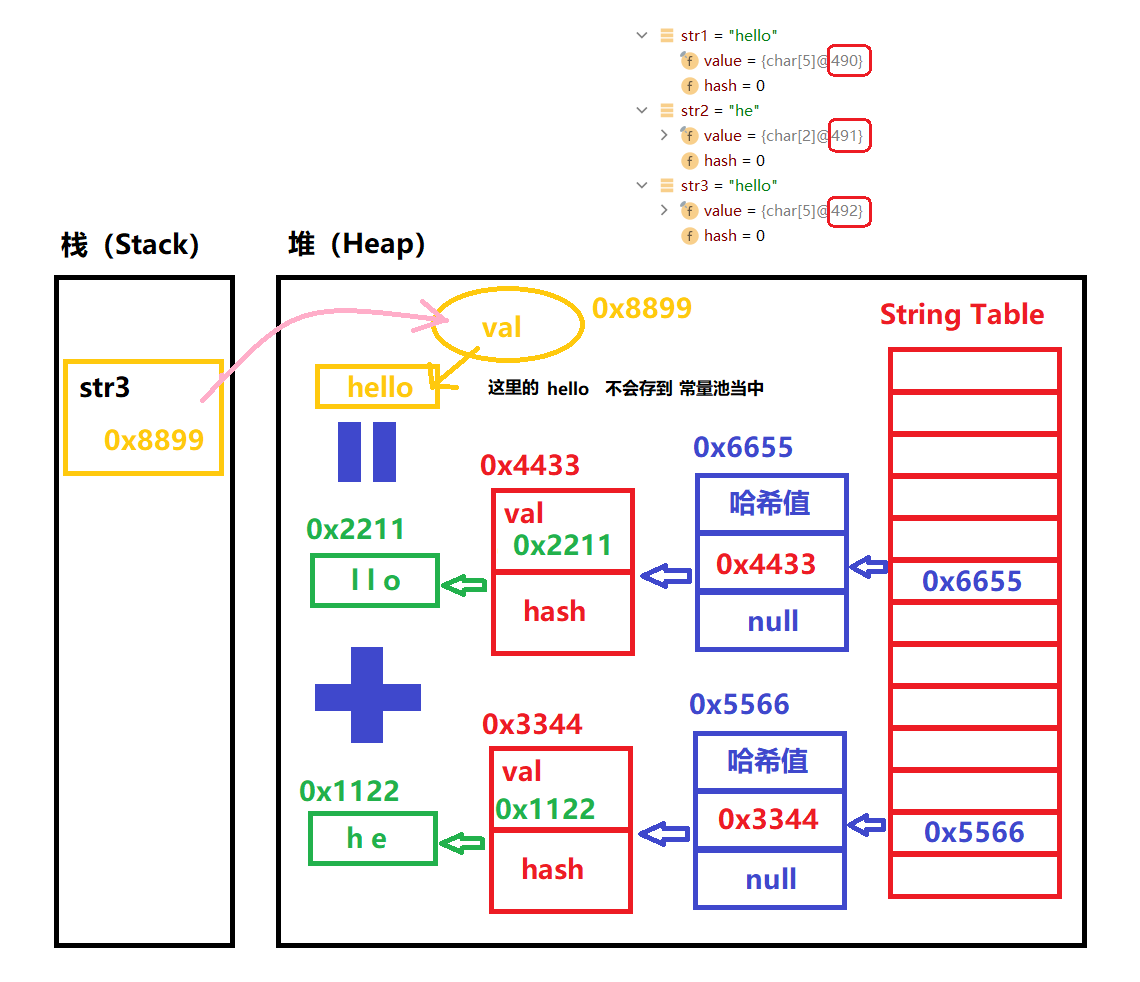 str1 = "hello"
value = {char[5]@490}
hash = 0
str2 = "he"
value = {char[2]@491}
hash = 0
str3 = "hello"
value = {char[5]@492}
hash = 0
栈（Stack）
堆（Heap）
str3
0x8899
val
0x8899
hello
这里的 hello 不会存到 常量池当中
String Table
0x2211
l l o
0x4433
val
0x2211
hash
0x6655
哈希值
0x4433
null
0x6655
0x1122
h e
0x3344
val
0x1122
hash
0x5566
哈希值
0x3344
null
0x5566